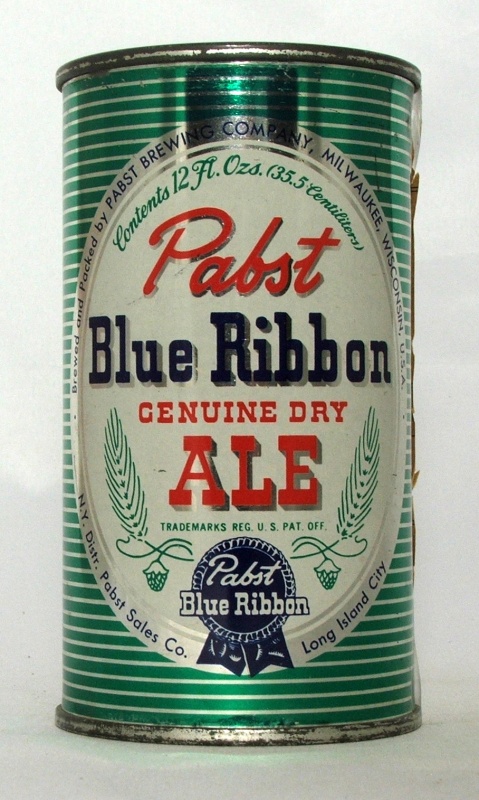 Brewed and Packed by PABST BREWING COMPANY, MILWAUKEE, WISCONSIN, U.S.A.
Contents 12 Fl. Ozs. (35.5 Centiliters)
Pabst
Blue Ribbon
GENUINE DRY
ALE
TRADEMARKS REG. U. S. PAT. OFF.
Pabst
Blue Ribbon
N.Y. Distr. Pabst Sales Co.
Long Island City